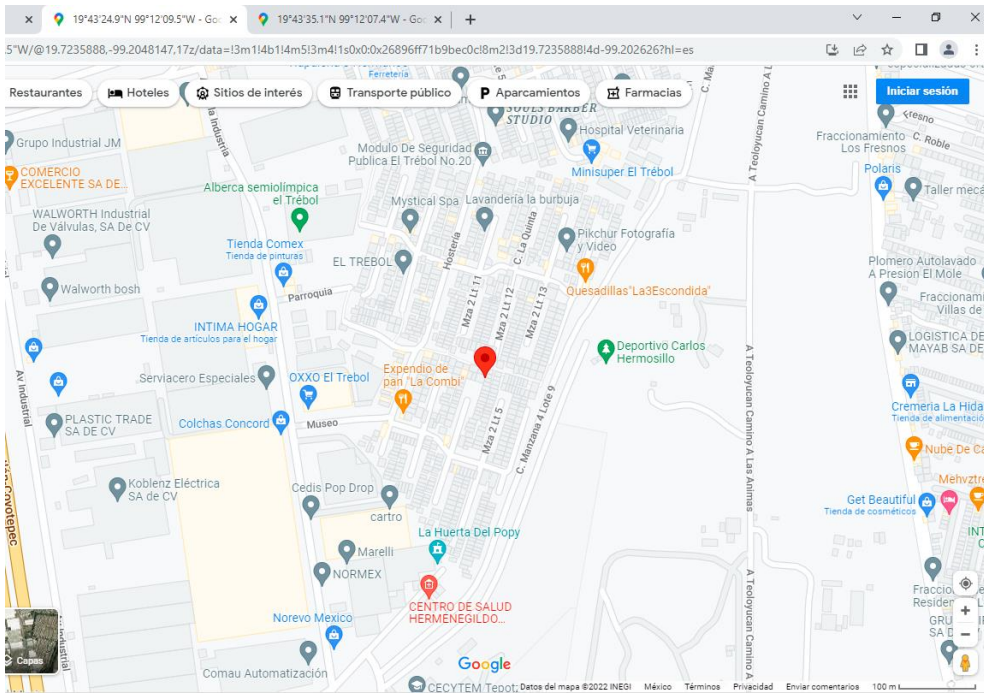 19°43'24.9"N 99°12'09.5"W - Goo
19°43'35.1"N 99°12'07.4"W - Goo
.5"W/@19.7235888,-99.2048147,17z/data=!3m1!4b1!4m5!3m4!1s0x0:0x26896ff71b9bec0c!8m2!3d19.7235888!4d-99.202626?hl=es
Restaurantes
Hoteles
Sitios de interés
Transporte público
Aparcamientos
Farmacias
Iniciar sesión
Ferretería
SOULS BARBER
STUDIO
Hospital Veterinaria
Grupo Industrial JM
Modulo De Seguridad
Publica El Trébol No.20
Minisuper El Trébol
COMERCIO
EXCELENTE SA DE...
Alberca semiolímpica
el Trébol
Mystical Spa
Lavandería la burbuja
WALWORTH Industrial
De Válvulas, SA De CV
Tienda Comex
Tienda de pinturas
EL TREBOL
Hostería
C. La Quinta
Pikchur Fotografía
y Video
Quesadillas"La3Escondida"
Walworth bosh
Parroquia
Mza 2 Lt 11
Mza 2 Lt 12
Mza 2 Lt 13
INTIMA HOGAR
Tienda de artículos para el hogar
Deportivo Carlos
Hermosillo
Serviacero Especiales
OXXO El Trebol
Expendio de
pan "La Combi"
Av Industrial
PLASTIC TRADE
SA DE CV
Colchas Concord
Museo
Mza 2 Lt 5
C. Manzana 4 Lote 9
Koblenz Eléctrica
SA de CV
Cedis Pop Drop
cartro
La Huerta Del Popy
Marelli
NORMEX
CENTRO DE SALUD
HERMENEGILDO...
Norevo Mexico
Comau Automatización
A Teoloyucan Camino A L
A Teoloyucan Camino A Las Animas
A Teoloyucan Camino A
Fresno
C. Roble
Fraccionamiento
Los Fresnos
Polaris
Taller mecá
Plomero Autolavado
A Presion El Mole
Fraccionami
Villas de
LOGISTICA DE
MAYAB SA DE
Cremeria La Hida
Tienda de alimentació
Nube De Ca
Mehvztre
Get Beautiful
Tienda de cosméticos
Capas
Google
CECYTEM Tepot
Datos del mapa ©2022 INEGI
México
Términos
Privacidad
Enviar comentarios
100 m